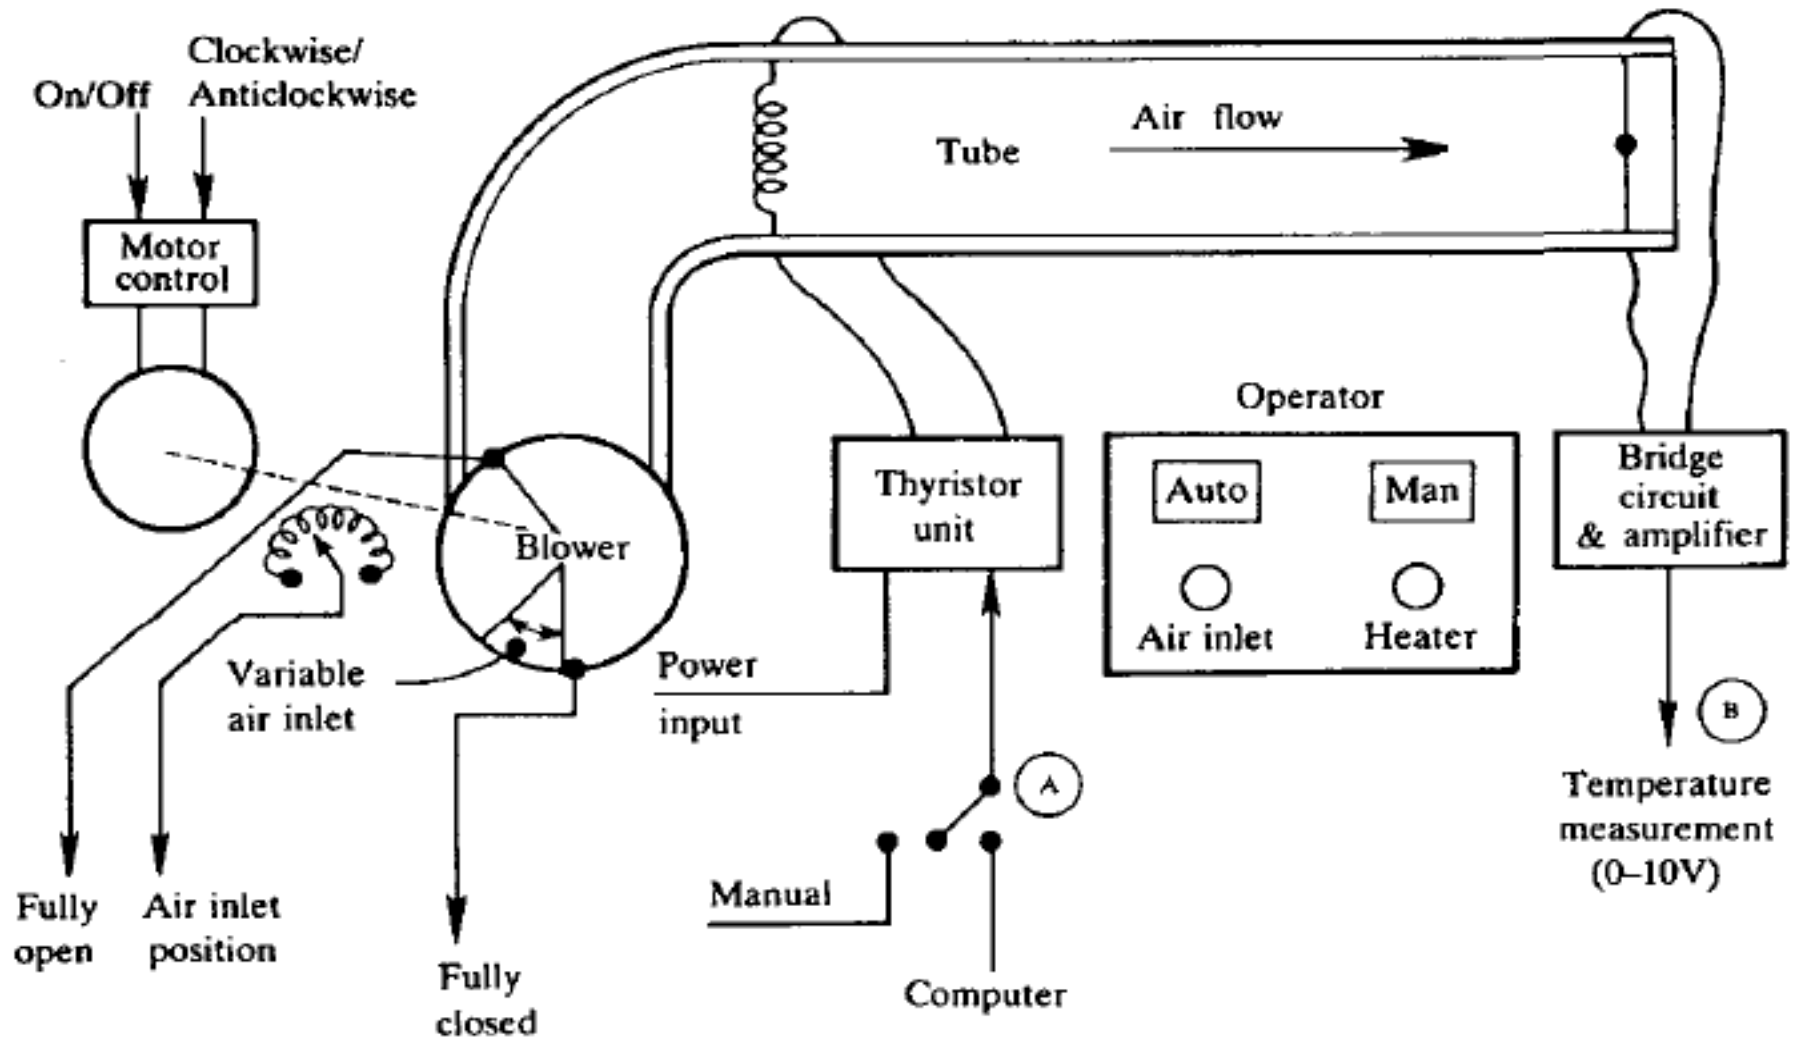 Clockwise/
On/Off Anticlockwise
Motor
control
Tube
Air flow
Operator
Auto
Man
Air inlet
Heater
Thyristor
unit
Bridge
circuit
& amplifier
Blower
Variable
air inlet
Power
input
A
B
Temperature
measurement
(0–10V)
Manual
Computer
Fully
open
Air inlet
position
Fully
closed